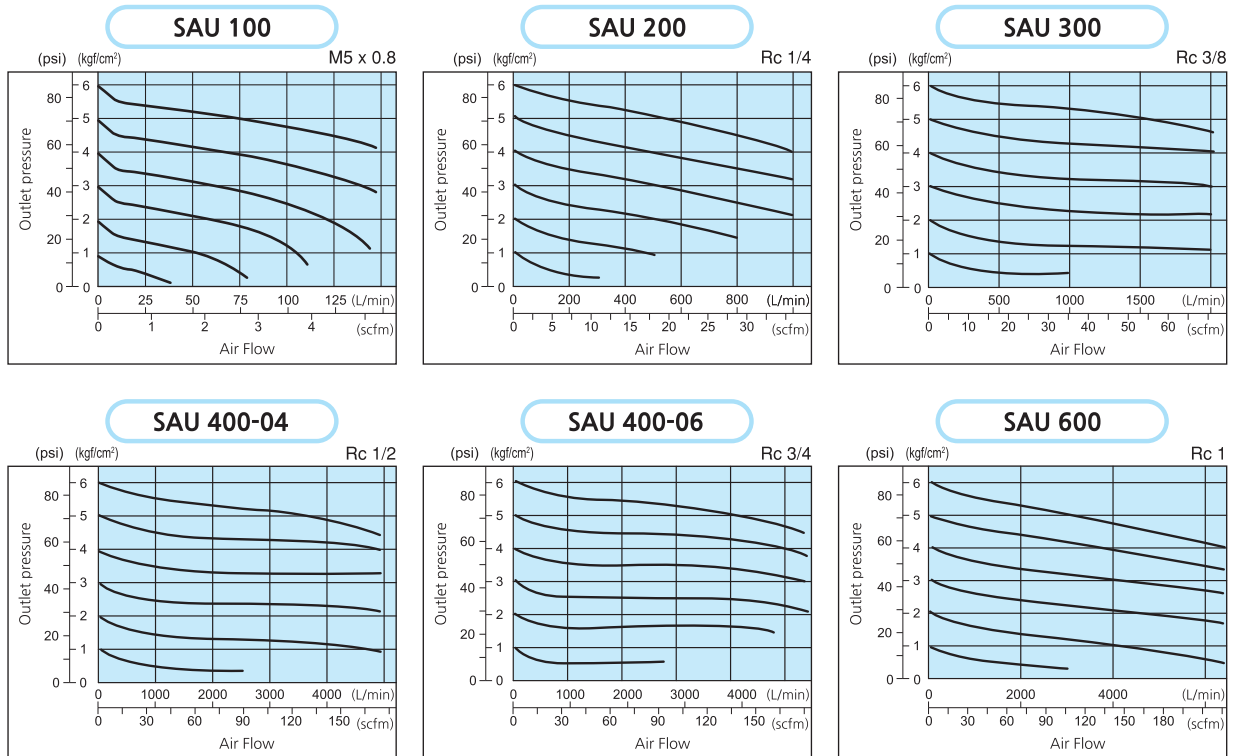 SAU 100
(psi) (kgf/cm²) M5 x 0.8
Outlet pressure
80 60 40 20 0
6 5 4 3 2 1 0
0 25 50 75 100 125 (L/min)
0 1 2 3 4 (scfm)
Air Flow
SAU 200
(psi) (kgf/cm²) Rc 1/4
Outlet pressure
80 60 40 20 0
6 5 4 3 2 1 0
0 200 400 600 800 (L/min)
0 5 10 15 20 25 30 (scfm)
Air Flow
SAU 300
(psi) (kgf/cm²) Rc 3/8
Outlet pressure
80 60 40 20 0
6 5 4 3 2 1 0
0 500 1000 1500 (L/min)
0 10 20 30 40 50 60 (scfm)
Air Flow
SAU 400-04
(psi) (kgf/cm²) Rc 1/2
Outlet pressure
80 60 40 20 0
6 5 4 3 2 1 0
0 1000 2000 3000 4000 (L/min)
0 30 60 90 120 150 (scfm)
Air Flow
SAU 400-06
(psi) (kgf/cm²) Rc 3/4
Outlet pressure
80 60 40 20 0
6 5 4 3 2 1 0
0 1000 2000 3000 4000 (L/min)
0 30 60 90 120 150 (scfm)
Air Flow
SAU 600
(psi) (kgf/cm²) Rc 1
Outlet pressure
80 60 40 20 0
6 5 4 3 2 1 0
0 2000 4000 (L/min)
0 30 60 90 120 150 180 (scfm)
Air Flow